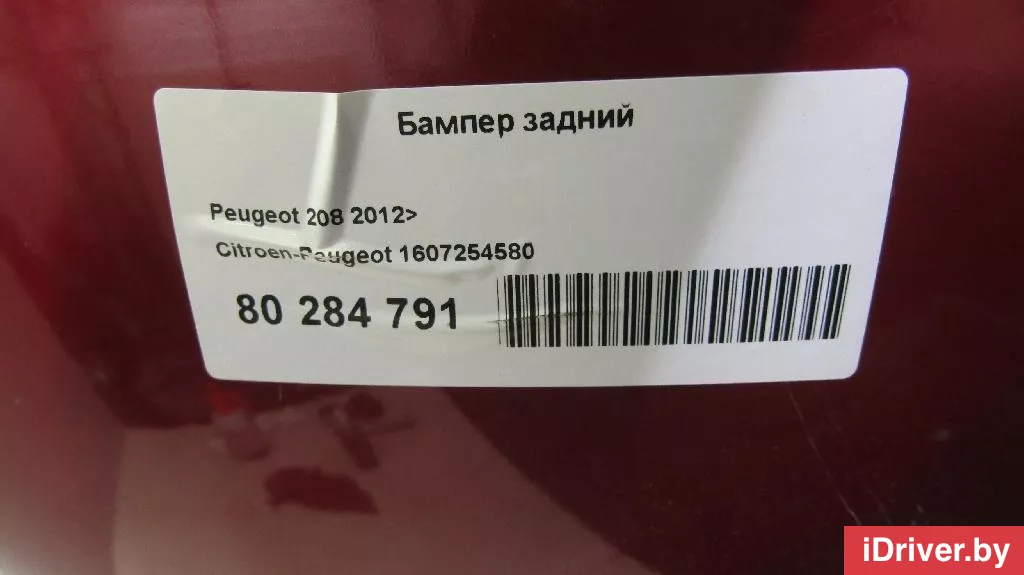 Бампер задний
Peugeot 208 2012>
Citroen-Peugeot 1607254580
80 284 791
iDriver.by